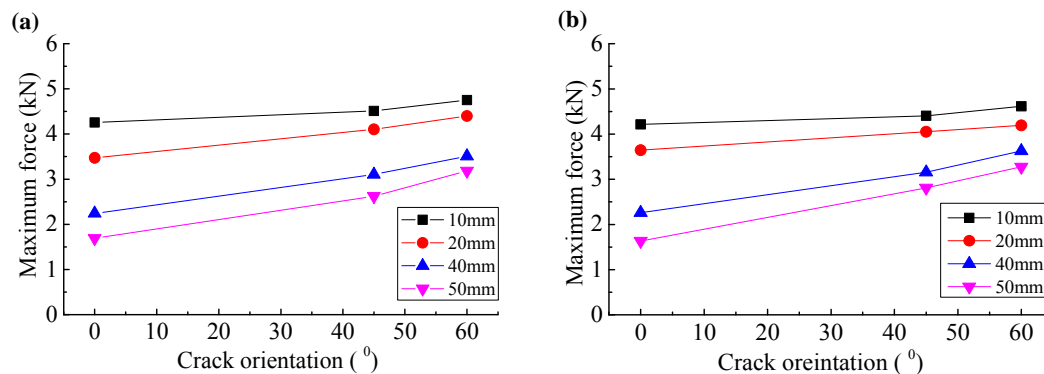 (a)
6
5
4
3
2
1
0
Maximum force (kN)
10mm
20mm
40mm
50mm
0 10 20 30 40 50 60
Crack orientation ( ⁰)
(b)
6
5
4
3
2
1
0
Maximum force (kN)
10mm
20mm
40mm
50mm
0 10 20 30 40 50 60
Crack oreintation ( ⁰)